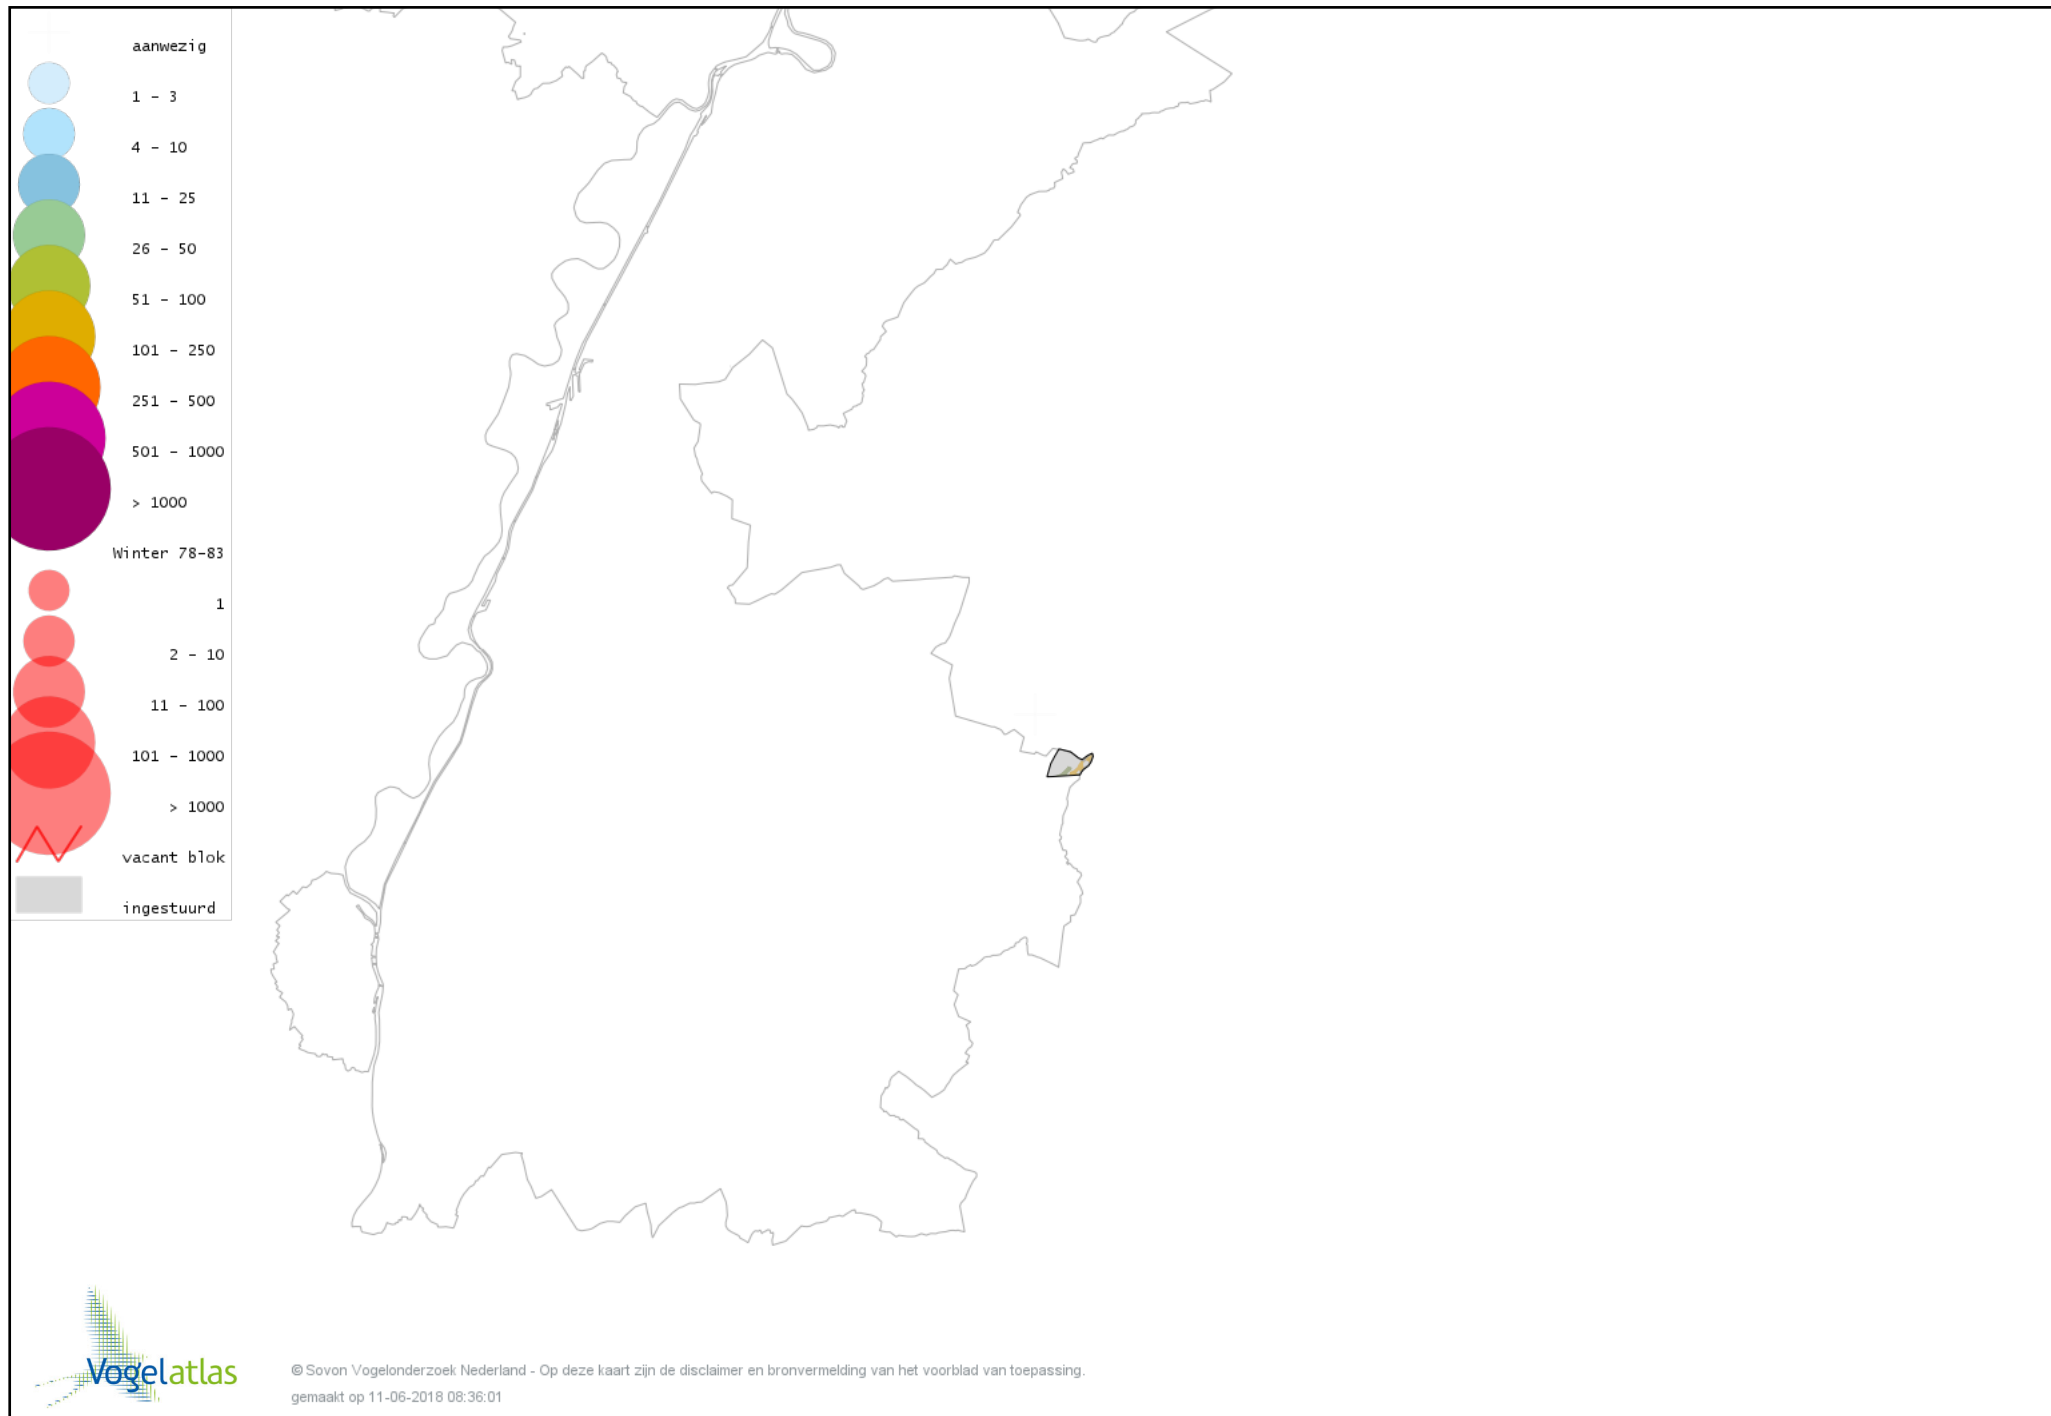 aanwezig
1 - 3
4 - 10
11 - 25
26 - 50
51 - 100
101 - 250
251 - 500
501 - 1000
> 1000
Winter 78-83
1
2 - 10
11 - 100
101 - 1000
> 1000
vacant blok
ingestuurd
Vogelatlas
© Sovon Vogelonderzoek Nederland - Op deze kaart zijn de disclaimer en bronvermelding van het voorblad van toepassing.
gemaakt op 11-06-2018 08:36:01